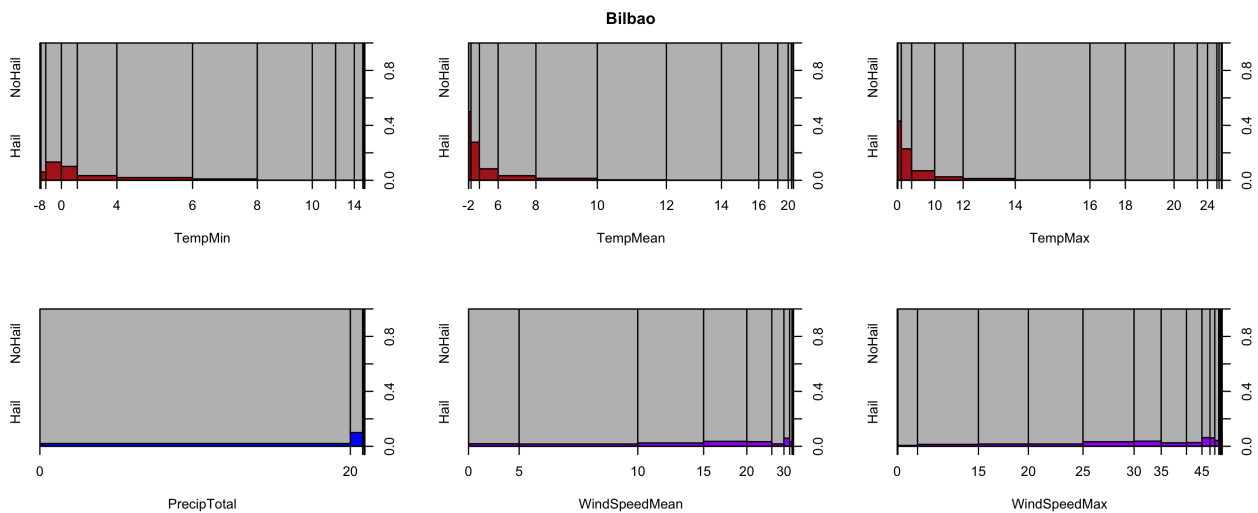 Bilbao
Hail NoHail
0.0 0.4 0.8
-8 0 4 6 8 10 14
TempMin
Hail NoHail
0.0 0.4 0.8
-2 6 8 10 12 14 16 20
TempMean
Hail NoHail
0.0 0.4 0.8
0 10 12 14 16 18 20 24
TempMax
Hail NoHail
0.0 0.4 0.8
0 20
PrecipTotal
Hail NoHail
0.0 0.4 0.8
0 5 10 15 20 30
WindSpeedMean
Hail NoHail
0.0 0.4 0.8
0 15 20 25 30 35 45
WindSpeedMax